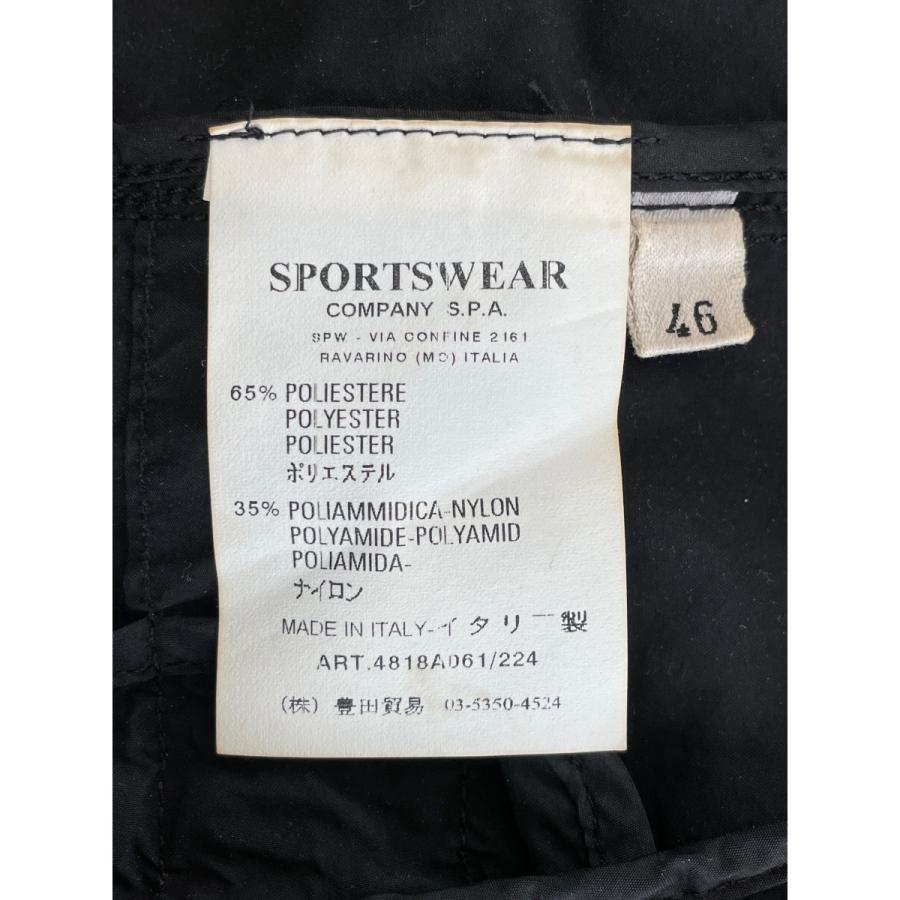 SPORTSWEAR
COMPANY S.P.A.
SPW - VIA CONFINE 2161
RAVARINO (MO) ITALIA
65% POLIESTERE
POLYESTER
POLIESTER
ポリエステル
35% POLIAMMIDICA-NYLON
POLYAMIDE-POLYAMID
POLIAMIDA-
ナイロン
MADE IN ITALY-イタリー製
ART.4818A061/224
(株) 豊田貿易 03-5350-4524
46